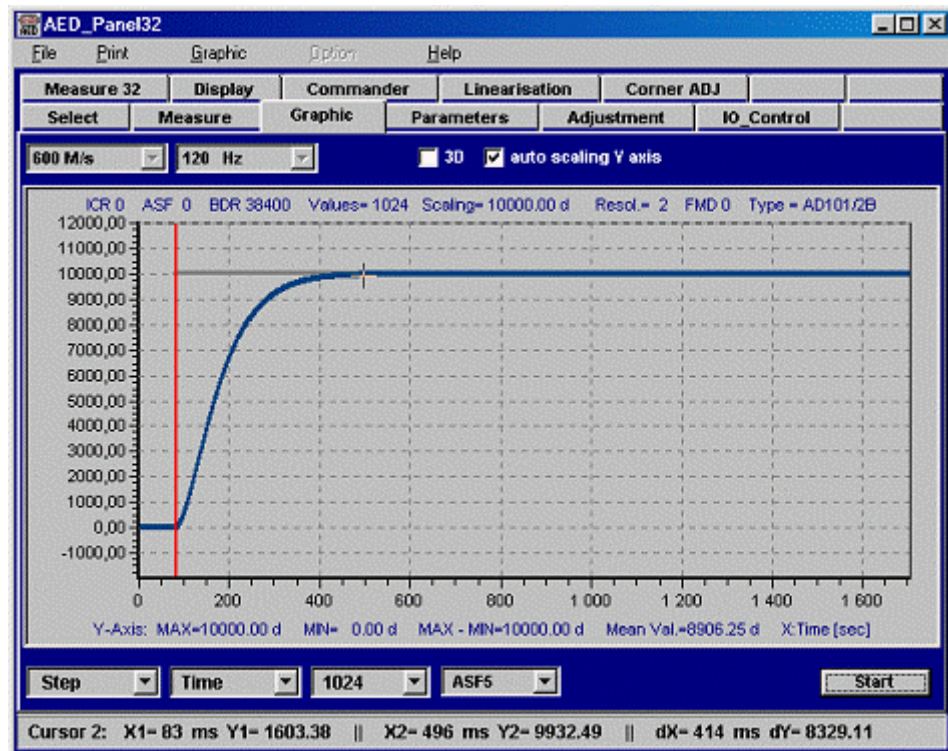 AED_Panel32
File Print Graphic Option Help
Measure 32 Display Commander Linearisation Corner ADJ
Select Measure Graphic Parameters Adjustment IO_Control
600 M/s 120 Hz 3D auto scaling Y axis
ICR 0 ASF 0 BDR 38400 Values= 1024 Scaling= 10000.00 d Resol.= 2 FMD 0 Type = AD101/2B
12000,00
11000,00
10000,00
9000,00
8000,00
7000,00
6000,00
5000,00
4000,00
3000,00
2000,00
1000,00
0,00
-1000,00
0 200 400 600 800 1 000 1 200 1 400 1 600
Y-Axis: MAX=10000.00 d MIN= 0.00 d MAX - MIN=10000.00 d Mean Val.=8906.25 d X:Time [sec]
Step Time 1024 ASF5 Start
Cursor 2: X1= 83 ms Y1= 1603.38 || X2= 496 ms Y2= 9932.49 || dX= 414 ms dY= 8329.11